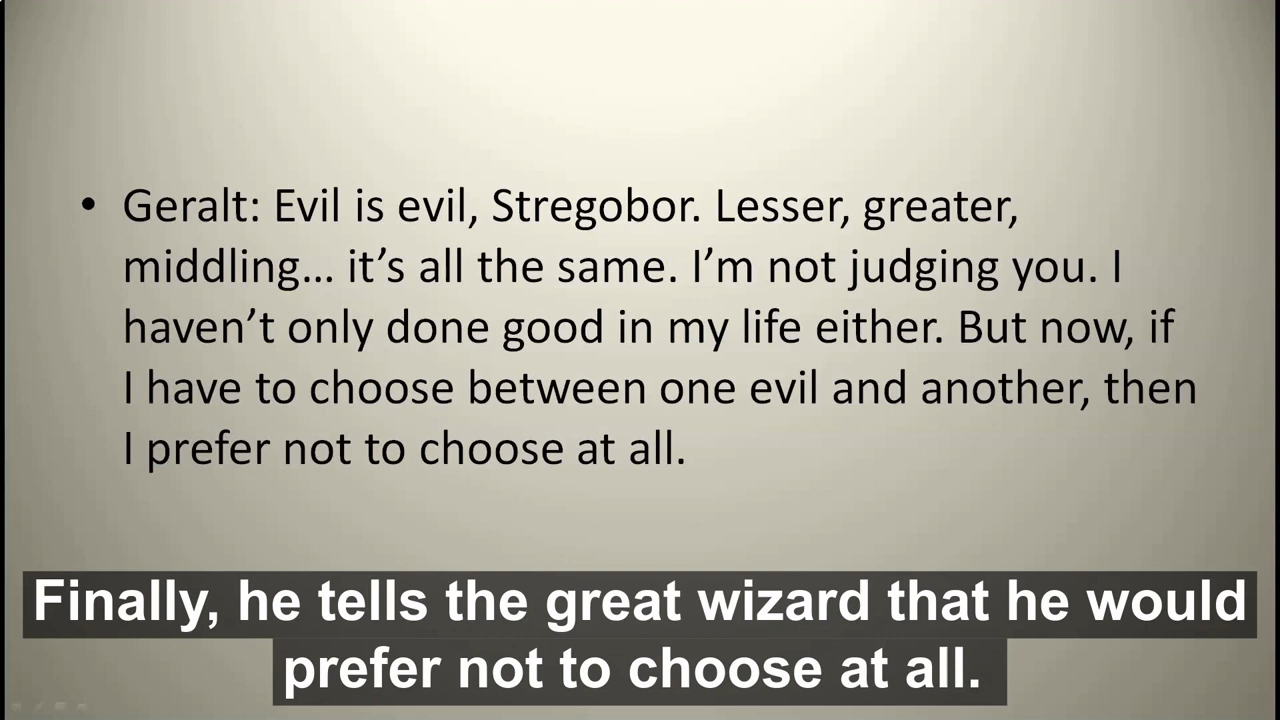 • Geralt: Evil is evil, Stregobor. Lesser, greater,
middling... it’s all the same. I’m not judging you. I
haven’t only done good in my life either. But now, if
I have to choose between one evil and another, then
I prefer not to choose at all.
Finally, he tells the great wizard that he would
prefer not to choose at all.